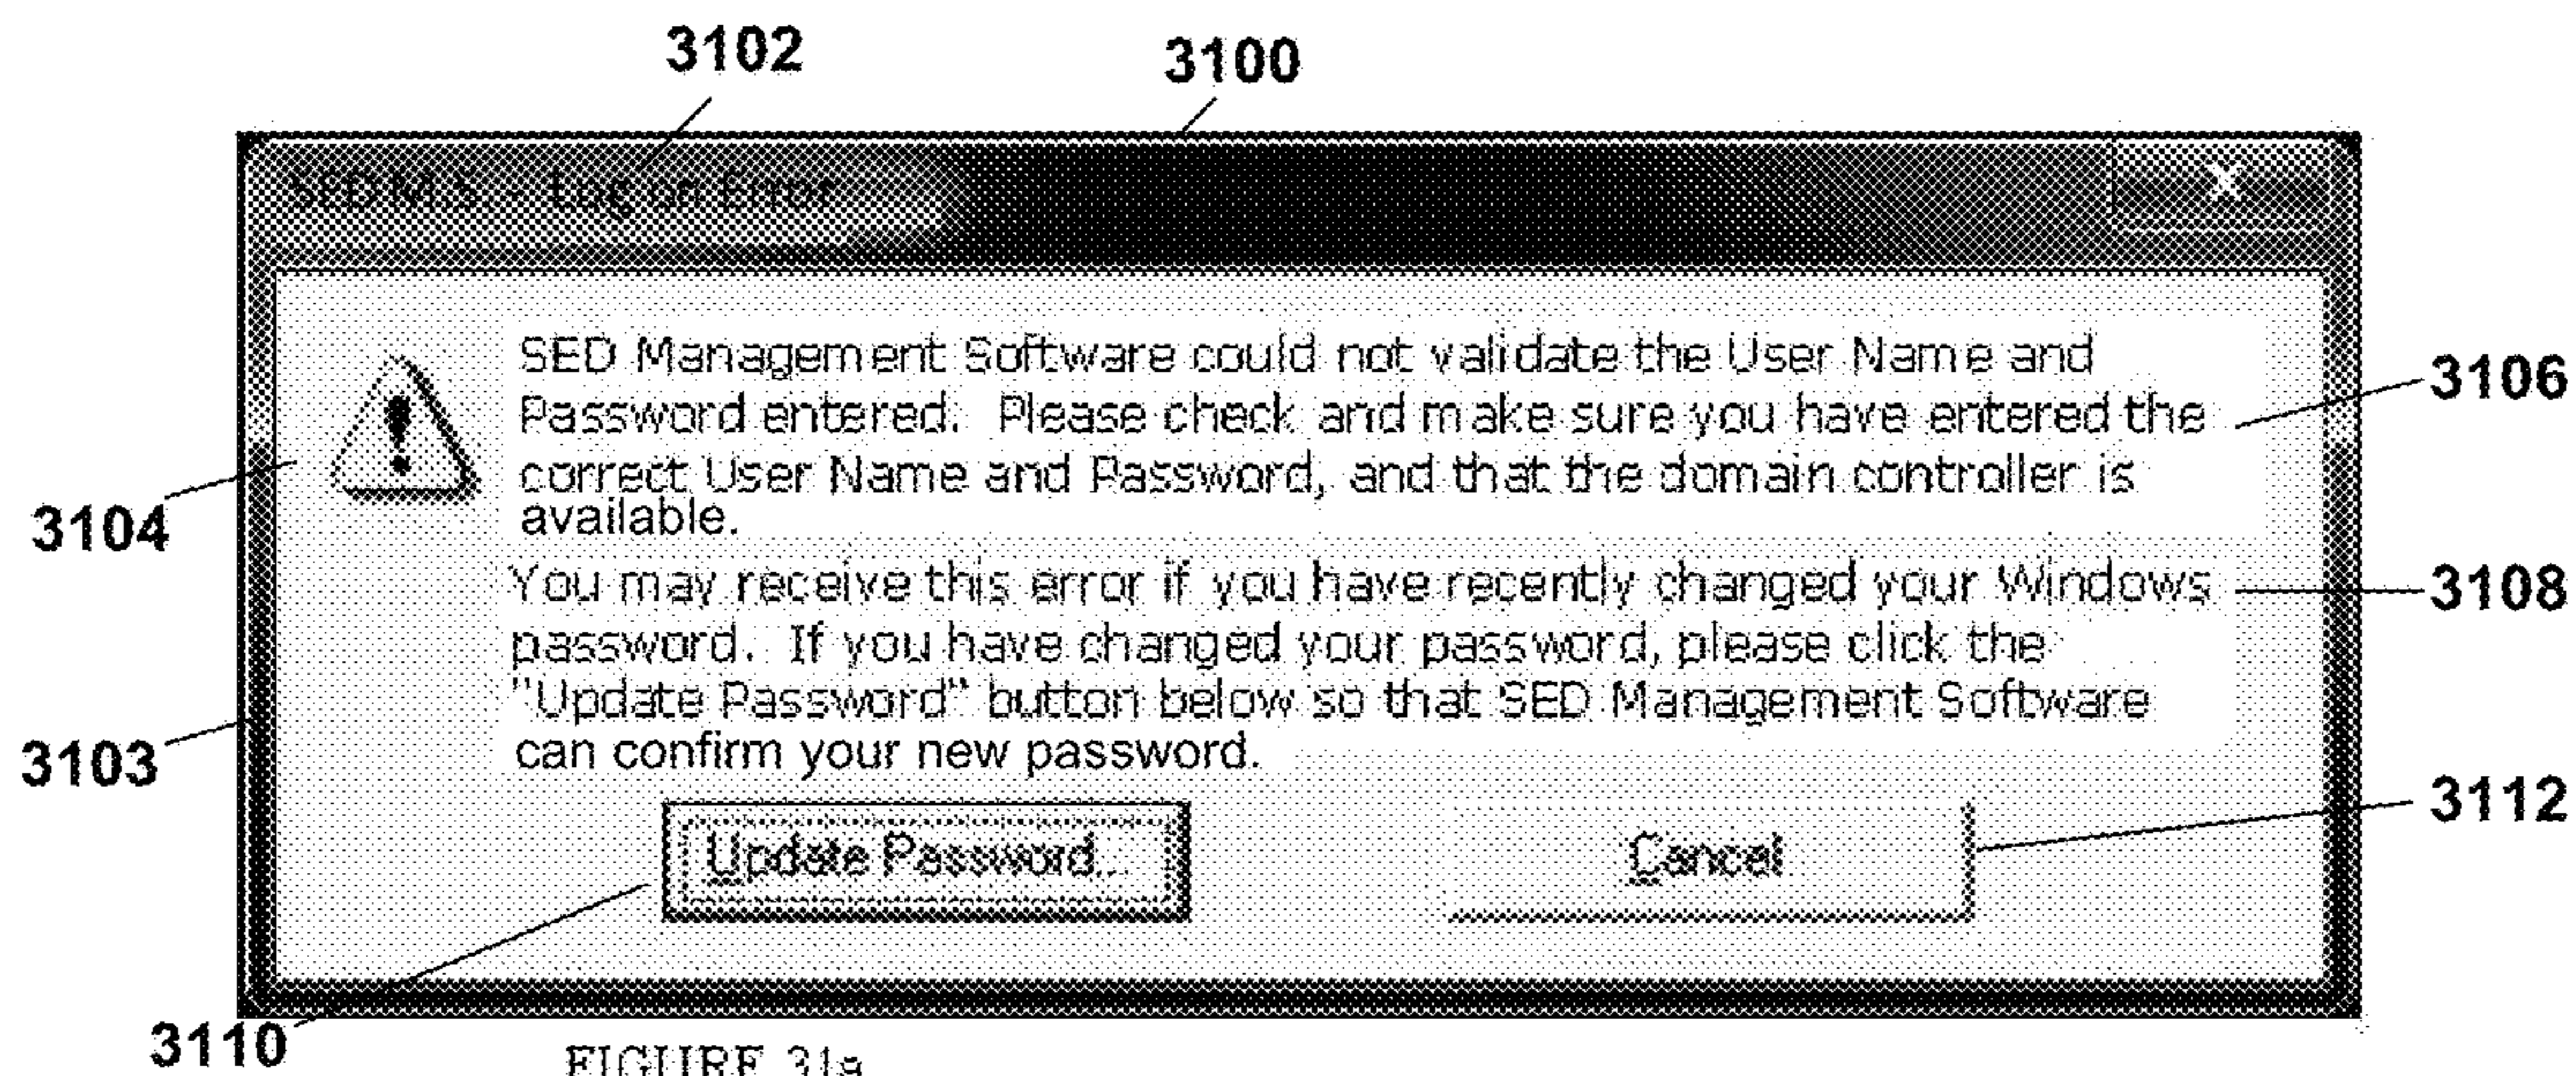 3102
3100
SED M.S. - Log on Error
X
SED Management Software could not validate the User Name and
Password entered. Please check and make sure you have entered the
correct User Name and Password, and that the domain controller is
available.
3106
3104
You may receive this error if you have recently changed your Windows
password. If you have changed your password, please click the
"Update Password" button below so that SED Management Software
can confirm your new password.
3108
3103
Update Password...
Cancel
3112
3110
FIGURE 31a